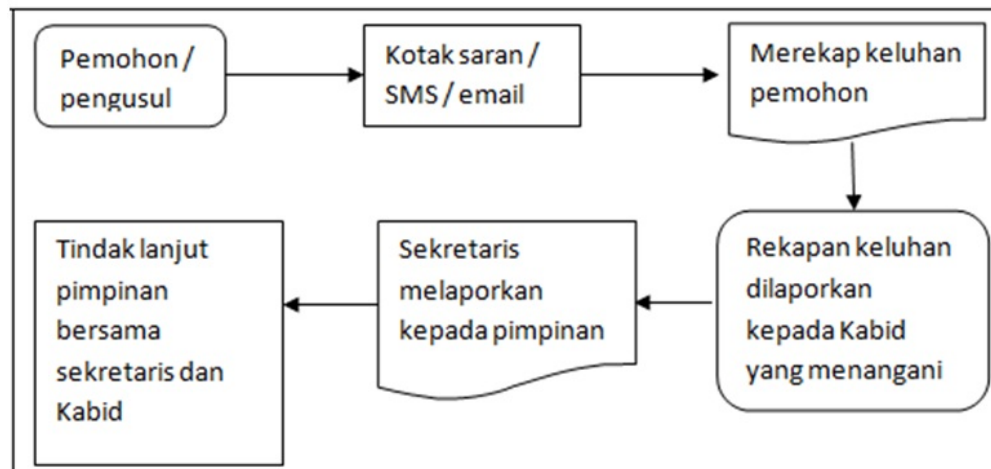 Pemohon /
pengusul
Kotak saran /
SMS / email
Merekap keluhan
pemohon
Rekapan keluhan
dilaporkan
kepada Kabid
yang menangani
Sekretaris
melaporkan
kepada pimpinan
Tindak lanjut
pimpinan
bersama
sekretaris dan
Kabid